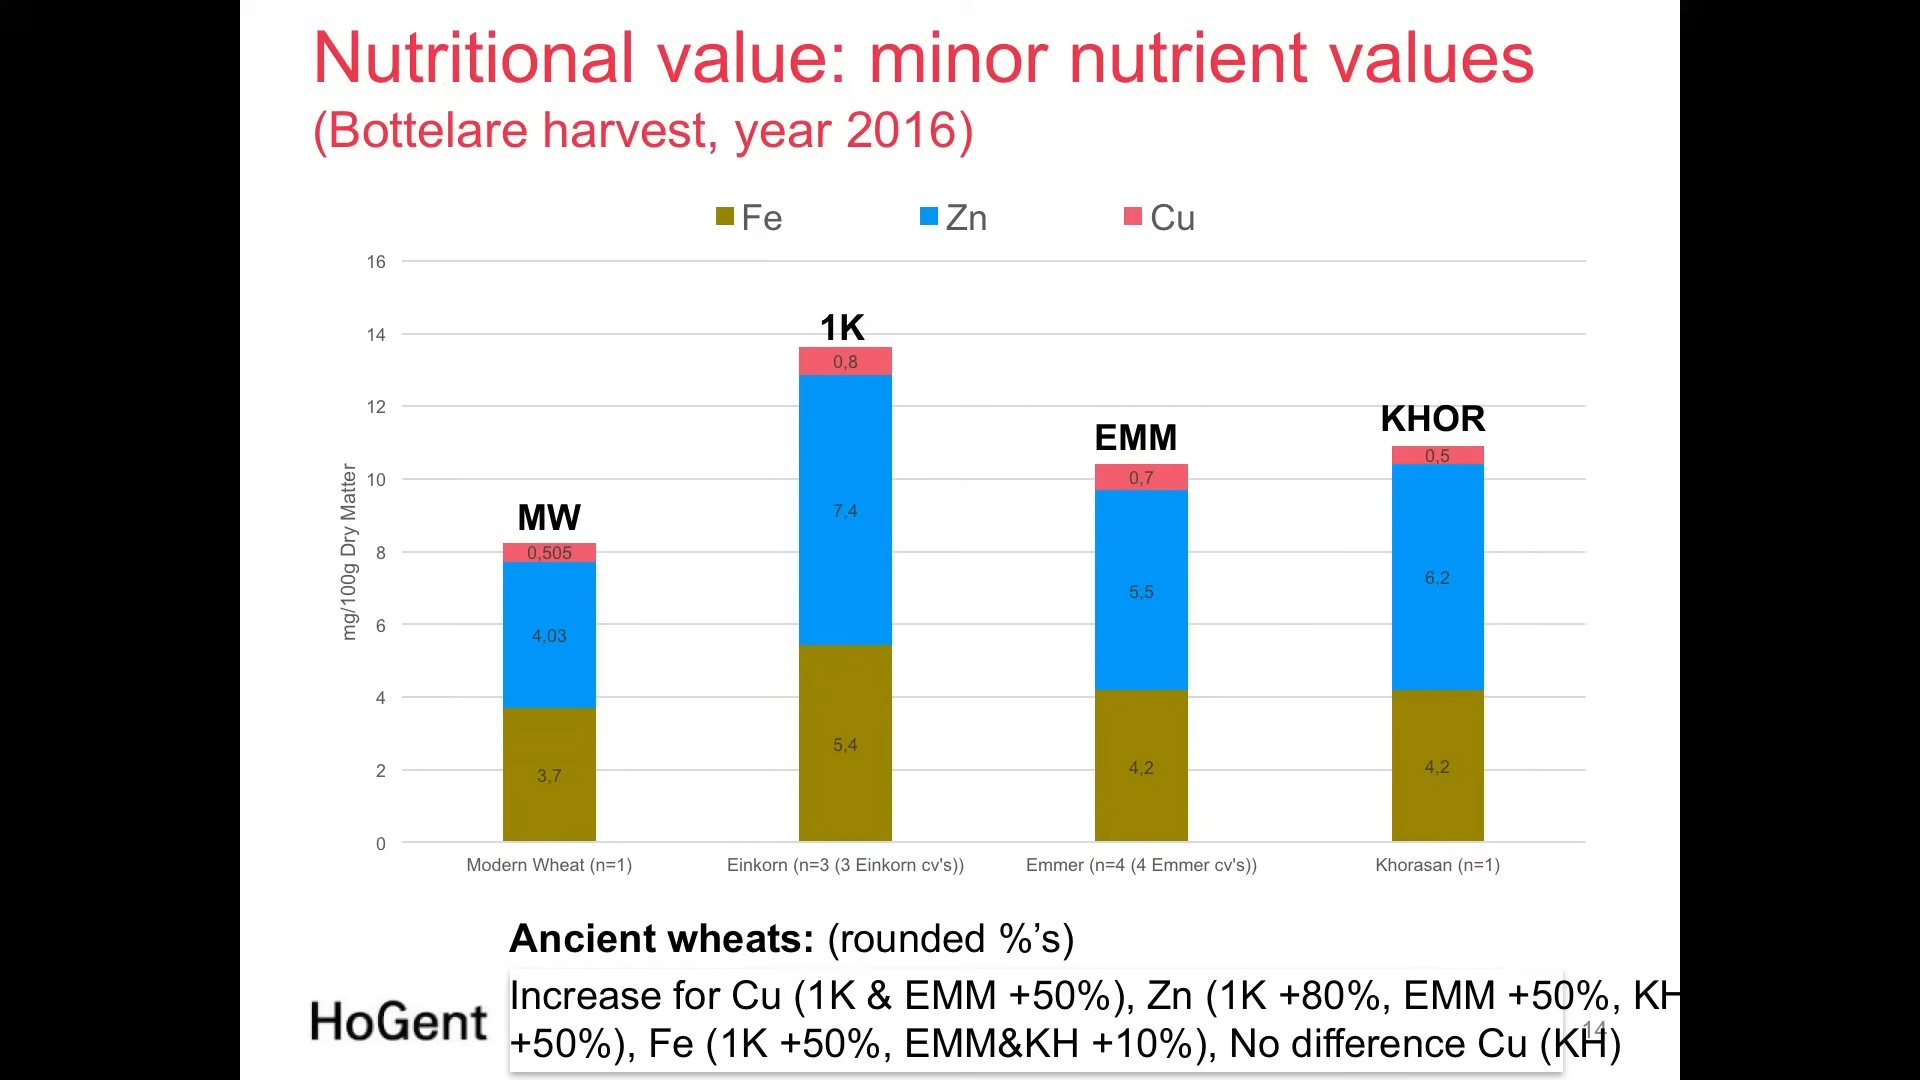 Nutritional value: minor nutrient values
(Bottelare harvest, year 2016)
Fe Zn Cu
16
14
12
10
8
6
4
2
0
mg/100g Dry Matter
MW
0,505
4,03
3,7
1K
0,8
7,4
5,4
EMM
0,7
5,5
4,2
KHOR
0,5
6,2
4,2
Modern Wheat (n=1)
Einkorn (n=3 (3 Einkorn cv's))
Emmer (n=4 (4 Emmer cv's))
Khorasan (n=1)
Ancient wheats: (rounded %’s)
Increase for Cu (1K & EMM +50%), Zn (1K +80%, EMM +50%, KH
+50%), Fe (1K +50%, EMM&KH +10%), No difference Cu (KH)
HoGent
14